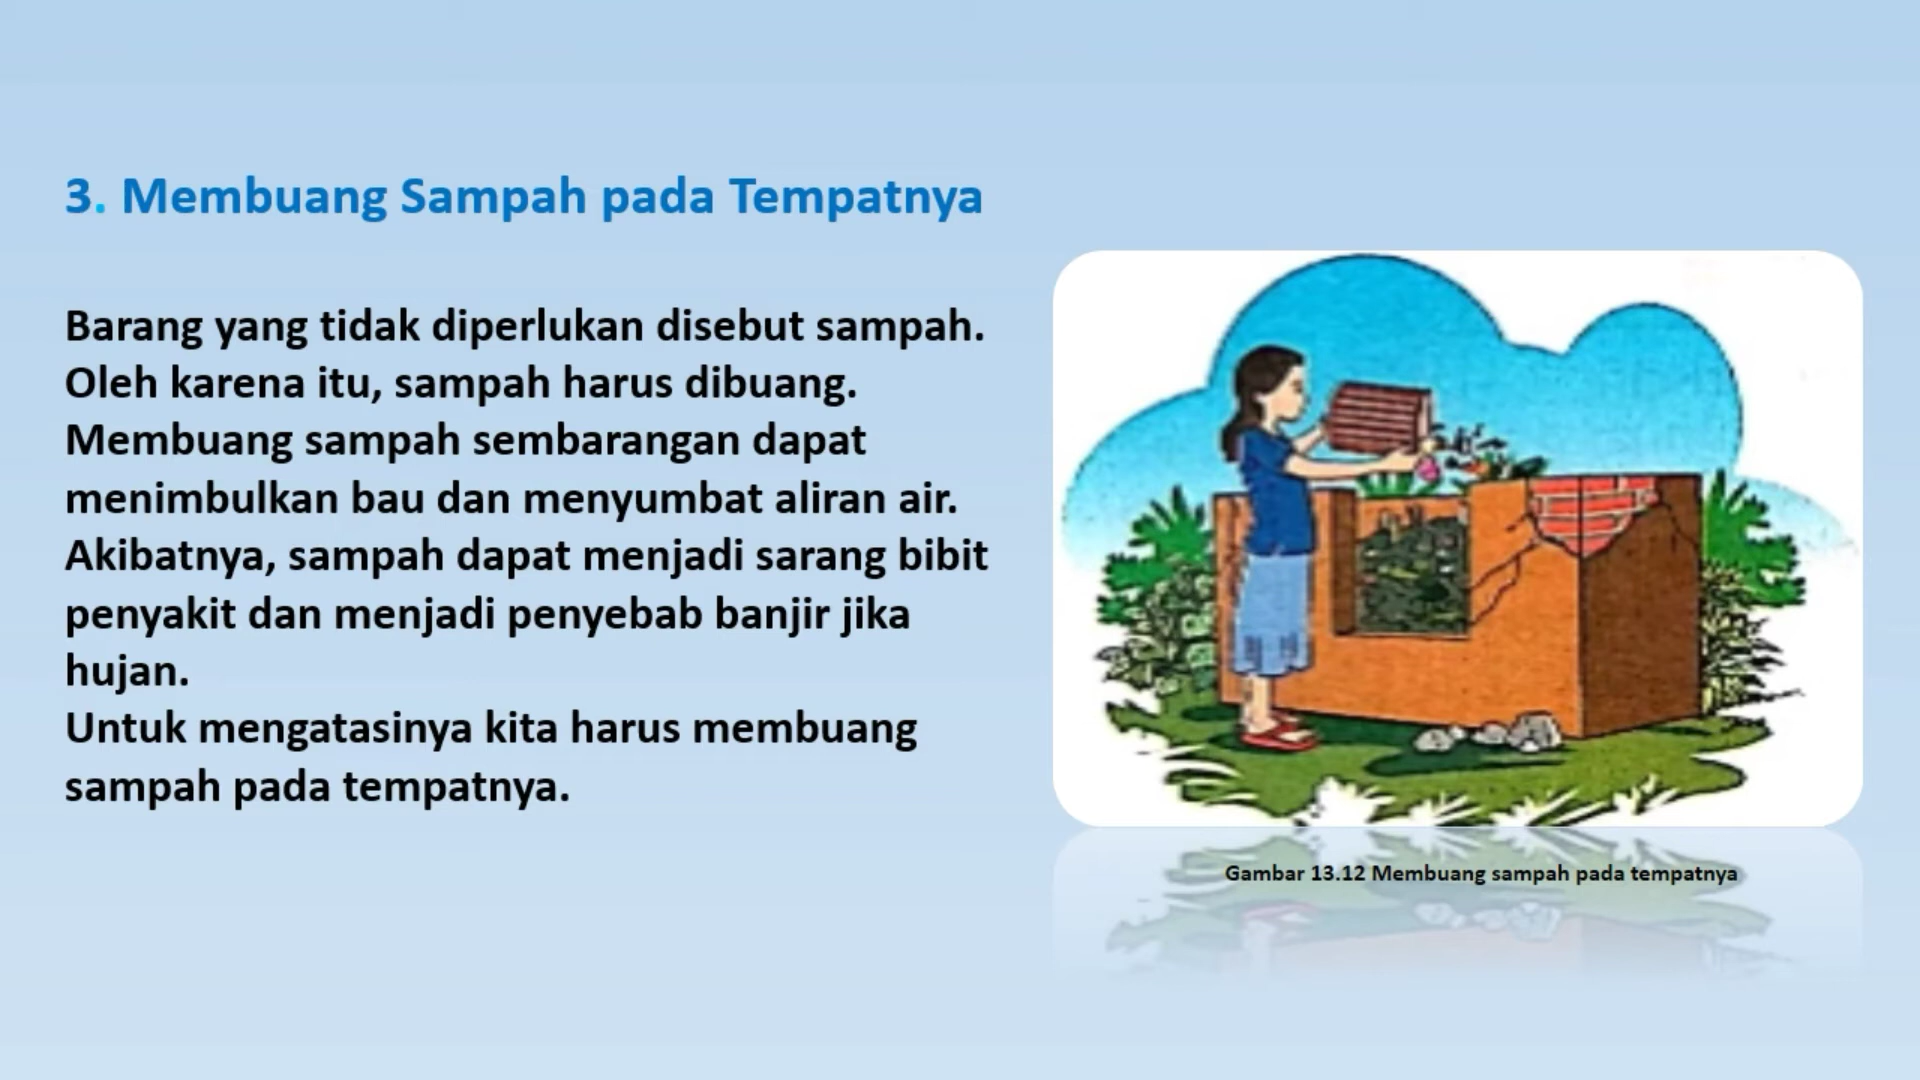 3. Membuang Sampah pada Tempatnya
Barang yang tidak diperlukan disebut sampah.
Oleh karena itu, sampah harus dibuang.
Membuang sampah sembarangan dapat
menimbulkan bau dan menyumbat aliran air.
Akibatnya, sampah dapat menjadi sarang bibit
penyakit dan menjadi penyebab banjir jika
hujan.
Untuk mengatasinya kita harus membuang
sampah pada tempatnya.
Gambar 13.12 Membuang sampah pada tempatnya